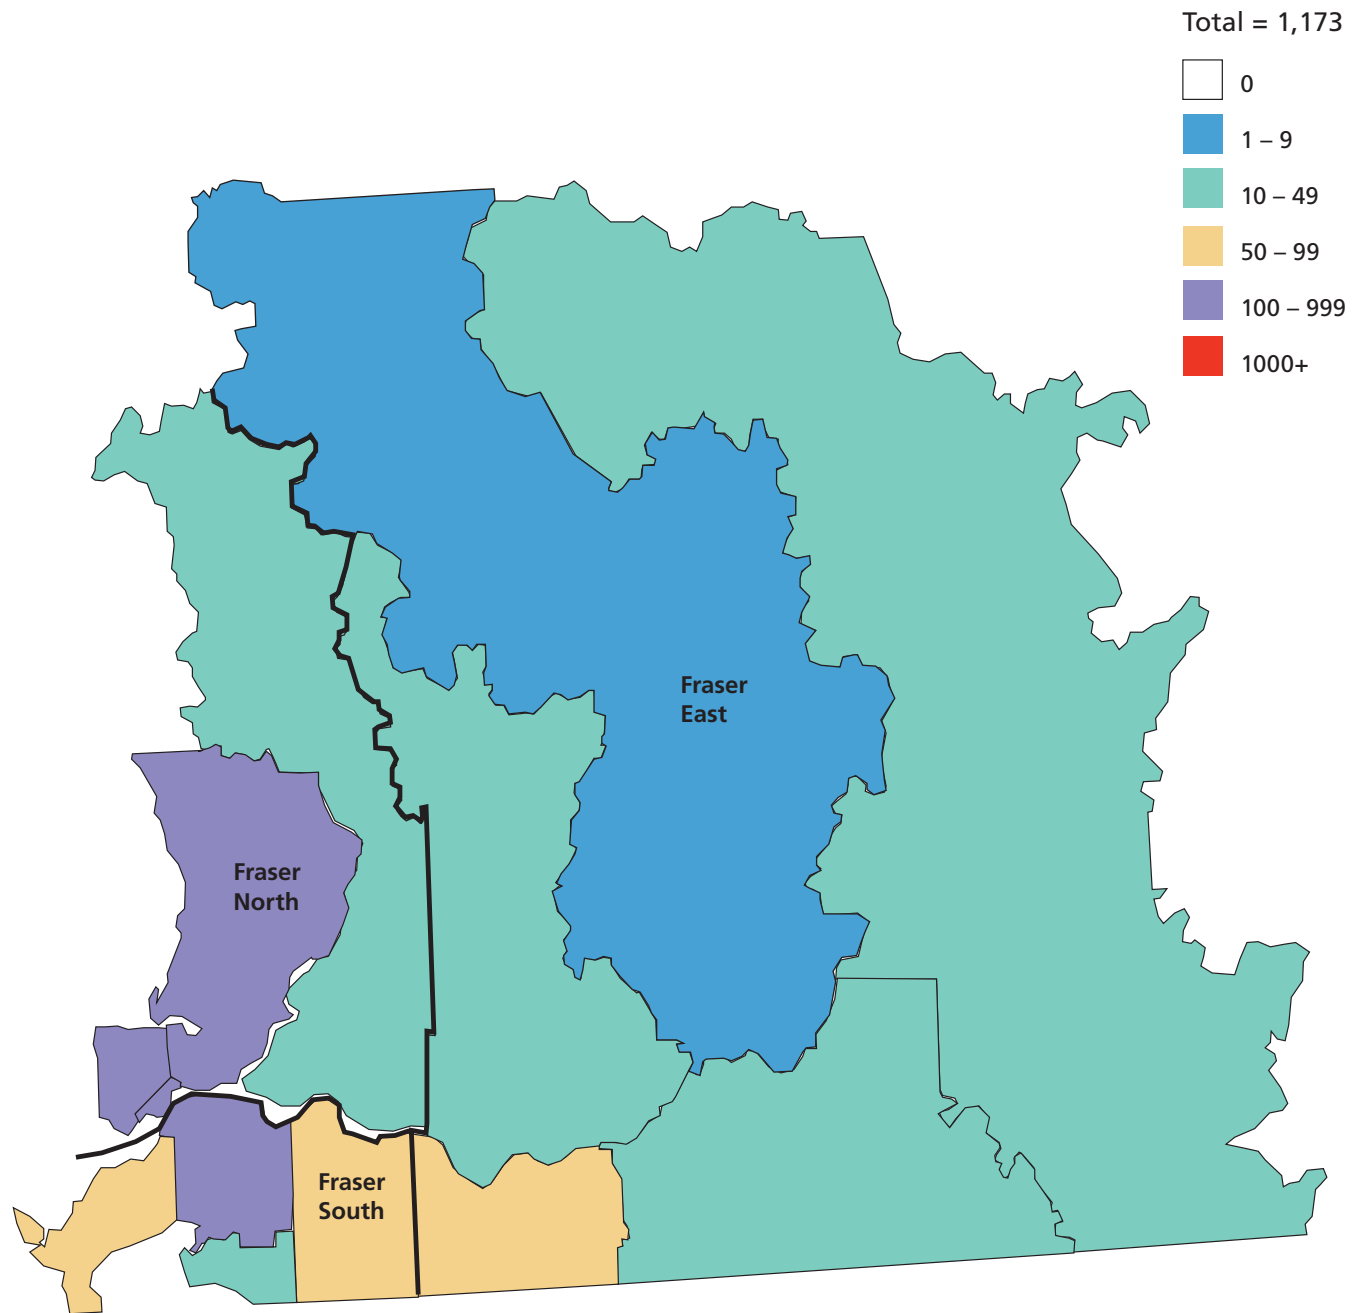 Total = 1,173
0
1 – 9
10 – 49
50 – 99
100 – 999
1000+
Fraser
East
Fraser
North
Fraser
South